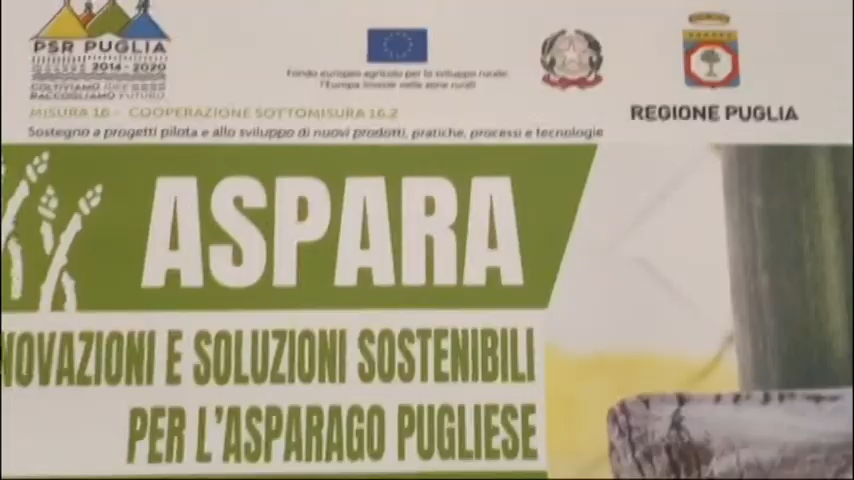 PSR PUGLIA
2014 - 2020
COLTIVIAMO IDEE
RACCOGLIAMO FUTURO
Fondo europeo agricolo per lo sviluppo rurale:
l'Europa investe nelle zone rurali
REGIONE PUGLIA
MISURA 16 - COOPERAZIONE SOTTOMISURA 16.2
Sostegno a progetti pilota e allo sviluppo di nuovi prodotti, pratiche, processi e tecnologie
ASPARA
NOVAZIONI E SOLUZIONI SOSTENIBILI
PER L'ASPARAGO PUGLIESE